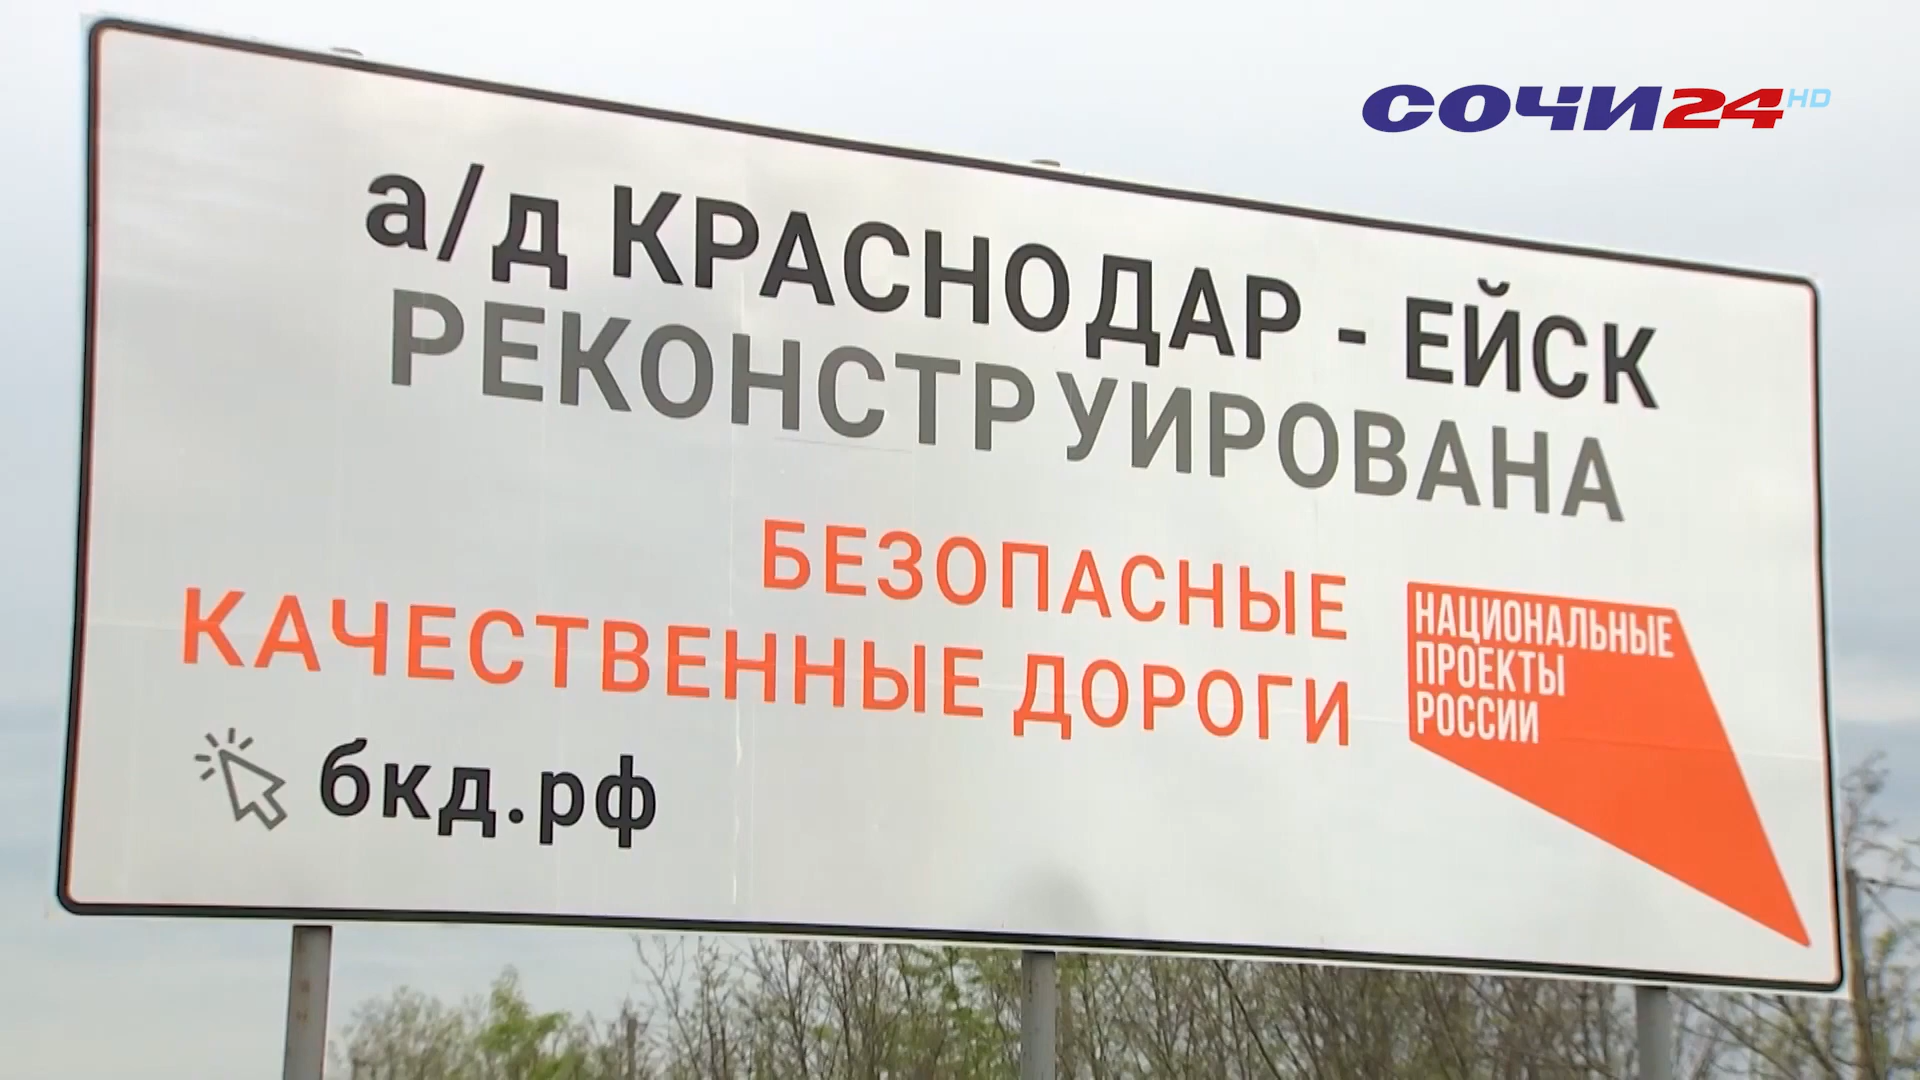 СОЧИ24 HD
а/д КРАСНОДАР - ЕЙСК
РЕКОНСТРУИРОВАНА
БЕЗОПАСНЫЕ
КАЧЕСТВЕННЫЕ ДОРОГИ
НАЦИОНАЛЬНЫЕ
ПРОЕКТЫ
РОССИИ
бкд.рф